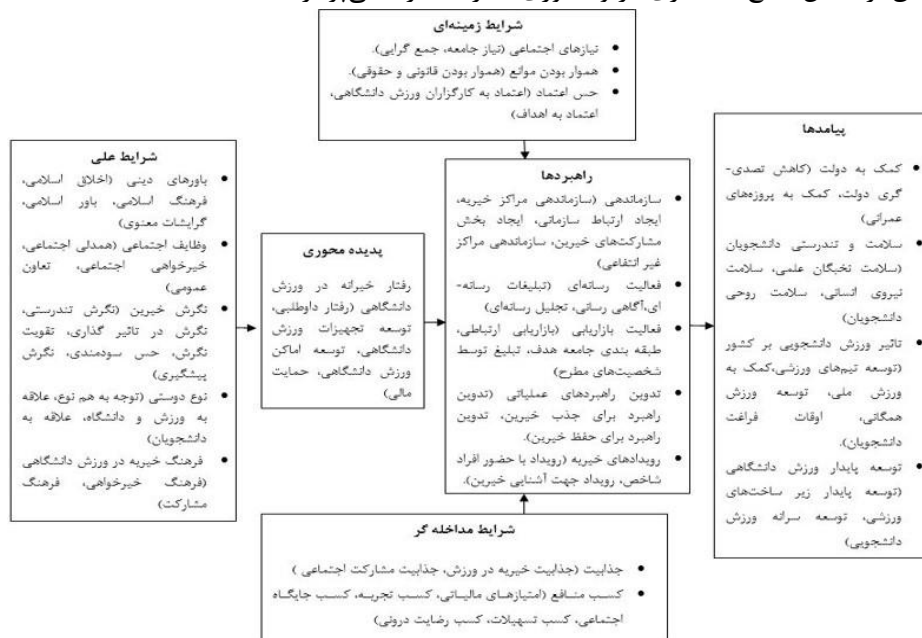 شرایط زمینه‌ای
نیازهای اجتماعی (نیاز جامعه، جمع گرایی).
هموار بودن موانع (هموار بودن قانونی و حقوقی).
حس اعتماد (اعتماد به کارگزاران ورزش دانشگاهی،
اعتماد به اهداف)
شرایط علی
باورهای دینی (اخلاق اسلامی،
فرهنگ اسلامی، باور اسلامی،
گرایشات معنوی)
وظایف اجتماعی (همدلی اجتماعی،
خیرخواهی اجتماعی، تعاون
عمومی)
نگرش خیرین (نگرش تندرستی،
نگرش در تاثیر گذاری، تقویت
نگرش، حس سودمندی، نگرش
پیشگیری)
نوع دوستی (توجه به هم نوع، علاقه
به ورزش و دانشگاه، علاقه به
دانشجویان)
فرهنگ خیریه در ورزش دانشگاهی
(فرهنگ خیرخواهی، فرهنگ
مشارکت)
پدیده محوری
رفتار خیرانه در ورزش
دانشگاهی (رفتار داوطلبی،
توسعه تجهیزات ورزش
دانشگاهی، توسعه اماکن
ورزش دانشگاهی، حمایت
مالی)
راهبردها
سازماندهی (سازماندهی مراکز خیریه،
ایجاد ارتباط سازمانی، ایجاد بخش
مشارکت‌های خیرین، سازماندهی مراکز
غیر انتفاعی)
فعالیت رسانه‌ای (تبلیغات رسانه-
ای،آگاهی رسانی، تجلیل رسانه‌ای)
فعالیت بازاریابی (بازاریابی ارتباطی،
طبقه بندی جامعه هدف، تبلیغ توسط
شخصیت‌های مطرح)
تدوین راهبردهای عملیاتی (تدوین
راهبرد برای جذب خیرین، تدوین
راهبرد برای حفظ خیرین).
رویدادهای خیریه (رویداد با حضور افراد
شاخص، رویداد جهت آشنایی خیرین).
پیامدها
کمک به دولت (کاهش تصدی-
گری دولت، کمک به پروژه‌های
عمرانی)
سلامت و تندرستی دانشجویان
(سلامت نخبگان علمی، سلامت
نیروی انسانی، سلامت روحی
دانشجویان)
تاثیر ورزش دانشجویی بر کشور
(توسعه تیم‌های ورزشی،کمک به
ورزش ملی، توسعه ورزش
همگانی، اوقات فراغت
دانشجویان).
توسعه پایدار ورزش دانشگاهی
(توسعه پایدار زیر ساخت‌های
ورزشی، توسعه سرانه ورزش
دانشجویی)
شرایط مداخله گر
جذابیت (جذابیت خیریه در ورزش، جذابیت مشارکت اجتماعی )
کسب منافع (امتیازهای مالیاتی، کسب تجربه، کسب جایگاه
اجتماعی، کسب تسهیلات، کسب رضایت درونی)